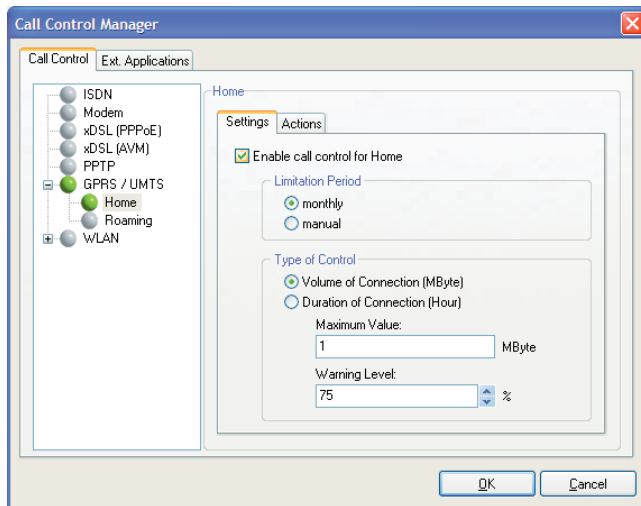 Call Control Manager
Call Control
Ext. Applications
ISDN
Modem
xDSL (PPPoE)
xDSL (AVM)
PPTP
GPRS / UMTS
Home
Roaming
WLAN
Home
Settings
Actions
Enable call control for Home
Limitation Period
monthly
manual
Type of Control
Volume of Connection (MByte)
Duration of Connection (Hour)
Maximum Value:
1 MByte
Warning Level:
75 %
OK
Cancel